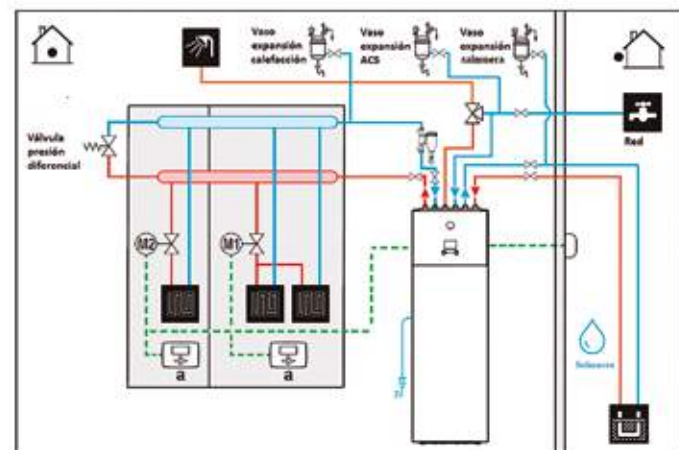 Vaso
expansión
calefacción
Vaso
expansión
ACS
Vaso
expansión
salmuera
Válvula
presión
diferencial
Red
M2
M1
a
a
Salmuera